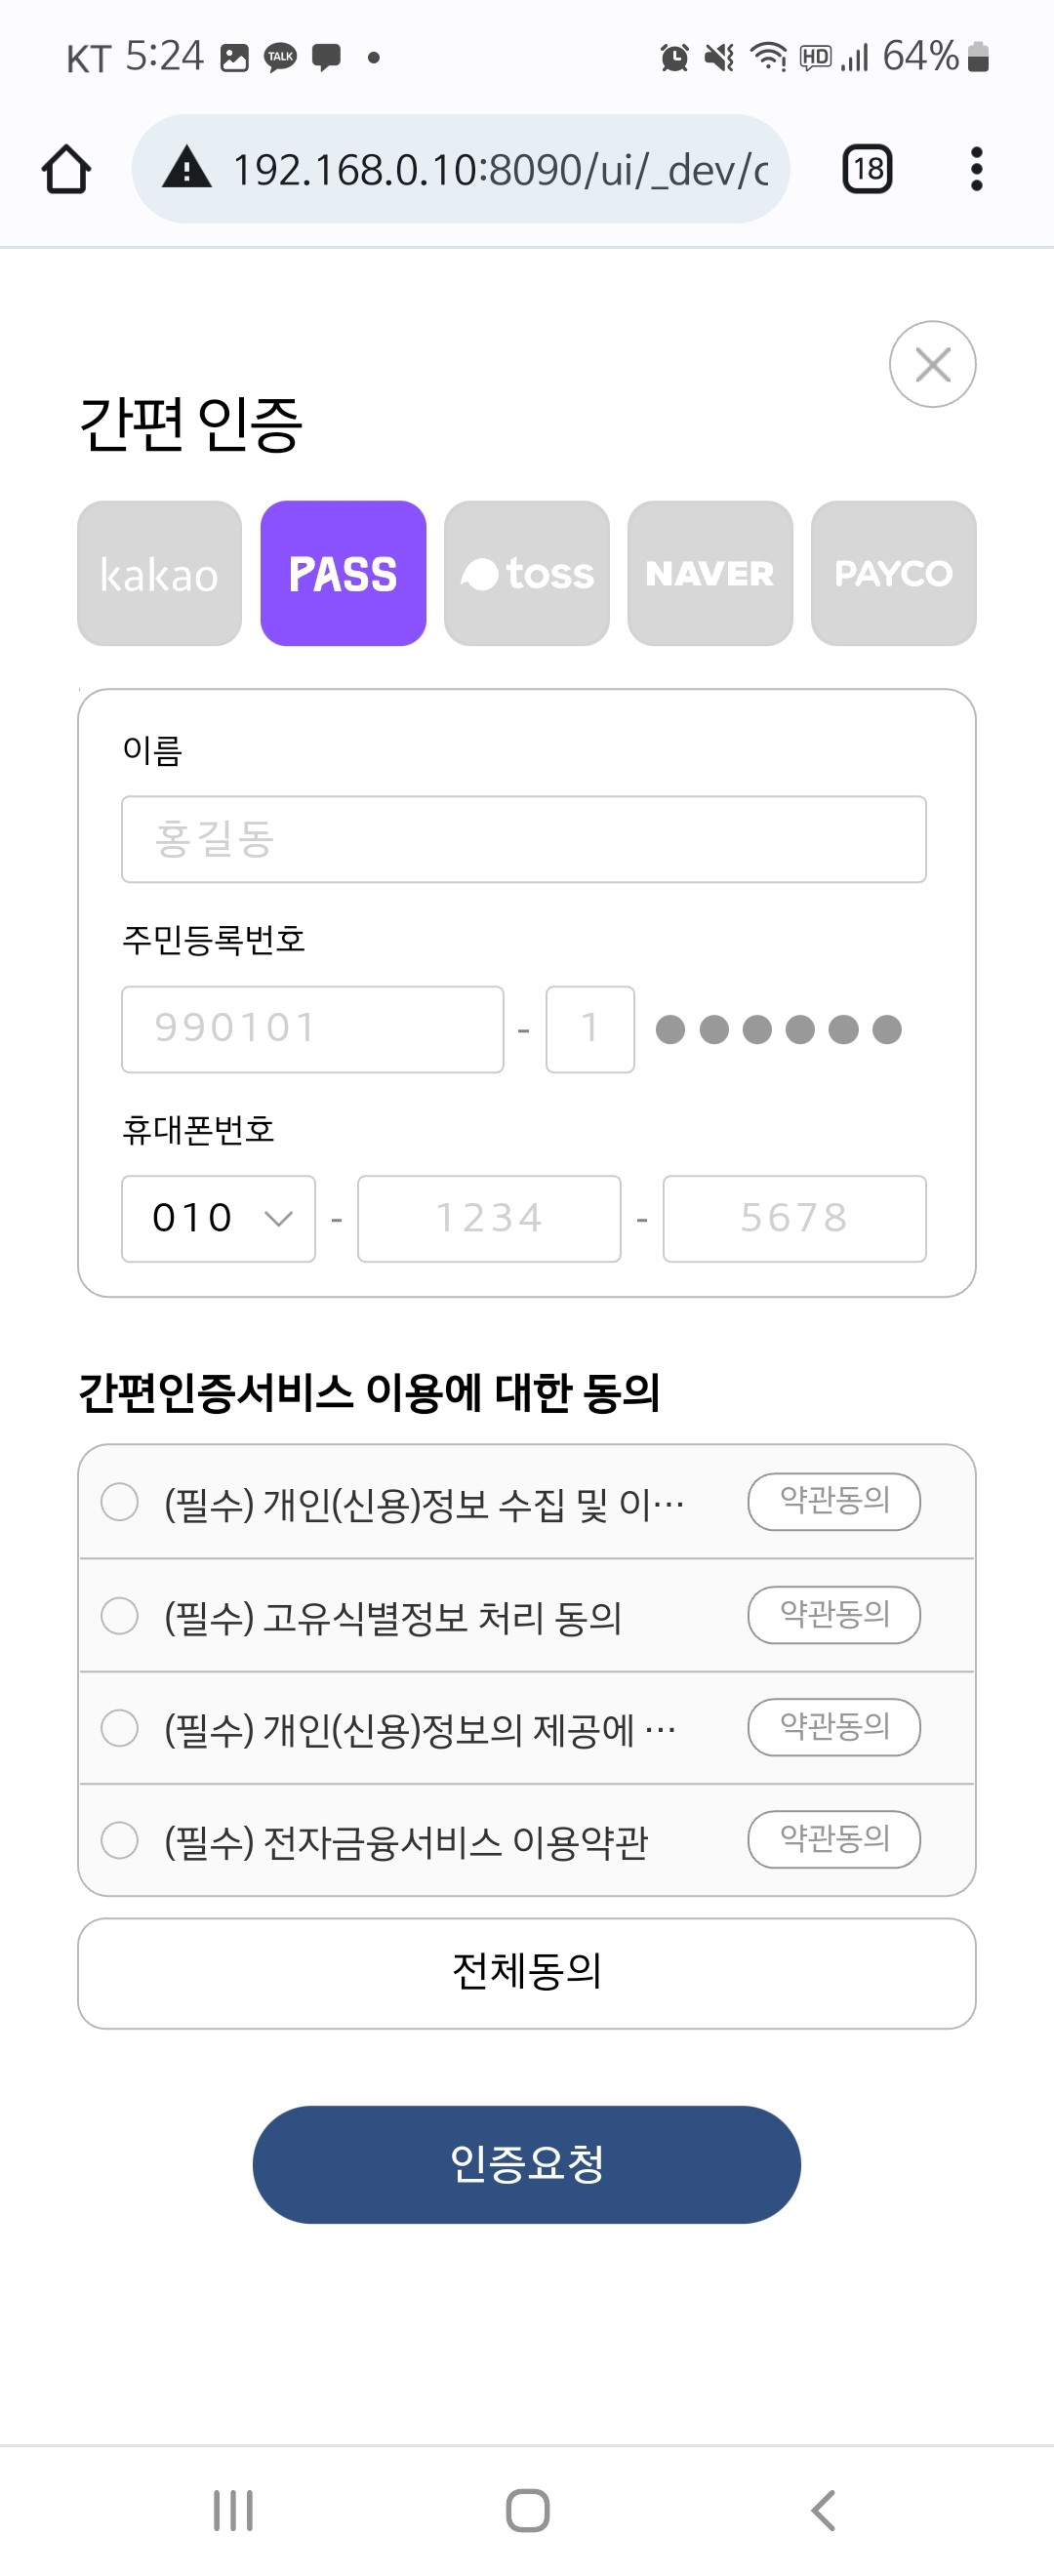 KT 5:24 TALK HD 64%
192.168.0.10:8090/ui/_dev/c 18
간편 인증
kakao PASS toss NAVER PAYCO
이름
홍길동
주민등록번호
990101 - 1 ●●●●●●
휴대폰번호
010 - 1234 - 5678
간편인증서비스 이용에 대한 동의
(필수) 개인(신용)정보 수집 및 이… 약관동의
(필수) 고유식별정보 처리 동의 약관동의
(필수) 개인(신용)정보의 제공에 … 약관동의
(필수) 전자금융서비스 이용약관 약관동의
전체동의
인증요청